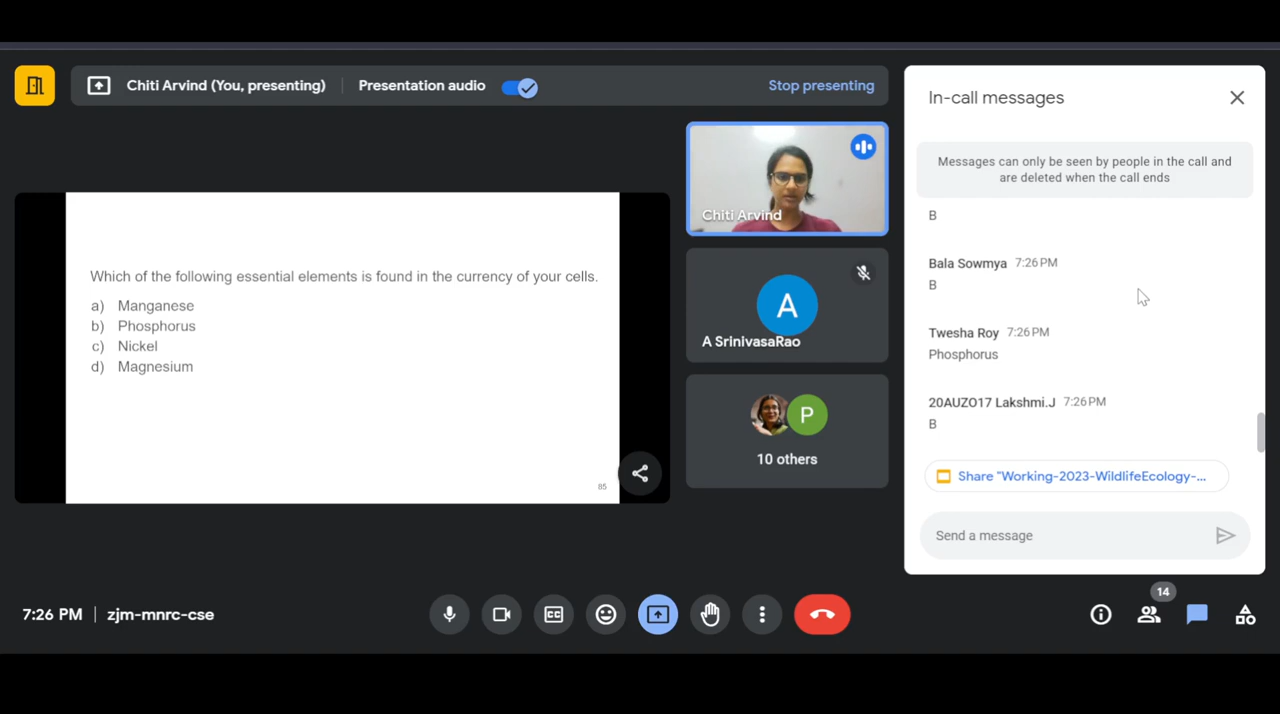 Chiti Arvind (You, presenting)
Presentation audio
Stop presenting
Which of the following essential elements is found in the currency of your cells.
a) Manganese
b) Phosphorus
c) Nickel
d) Magnesium
85
Chiti Arvind
A
A SrinivasaRao
P
10 others
In-call messages
Messages can only be seen by people in the call and
are deleted when the call ends
B
Bala Sowmya 7:26 PM
B
Twesha Roy 7:26 PM
Phosphorus
20AUZO17 Lakshmi.J 7:26 PM
B
Share "Working-2023-WildlifeEcology-...
Send a message
7:26 PM | zjm-mnrc-cse
CC
14